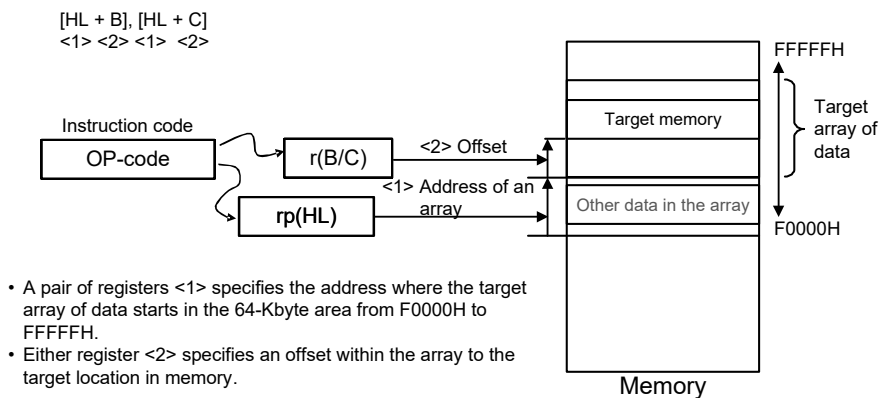 [HL + B], [HL + C]
<1> <2> <1> <2>
Instruction code
OP-code
r(B/C)
rp(HL)
<2> Offset
<1> Address of an
array
FFFFFH
Target memory
Target
array of
data
Other data in the array
F0000H
• A pair of registers <1> specifies the address where the target
array of data starts in the 64-Kbyte area from F0000H to
FFFFFH.
• Either register <2> specifies an offset within the array to the
target location in memory.
Memory